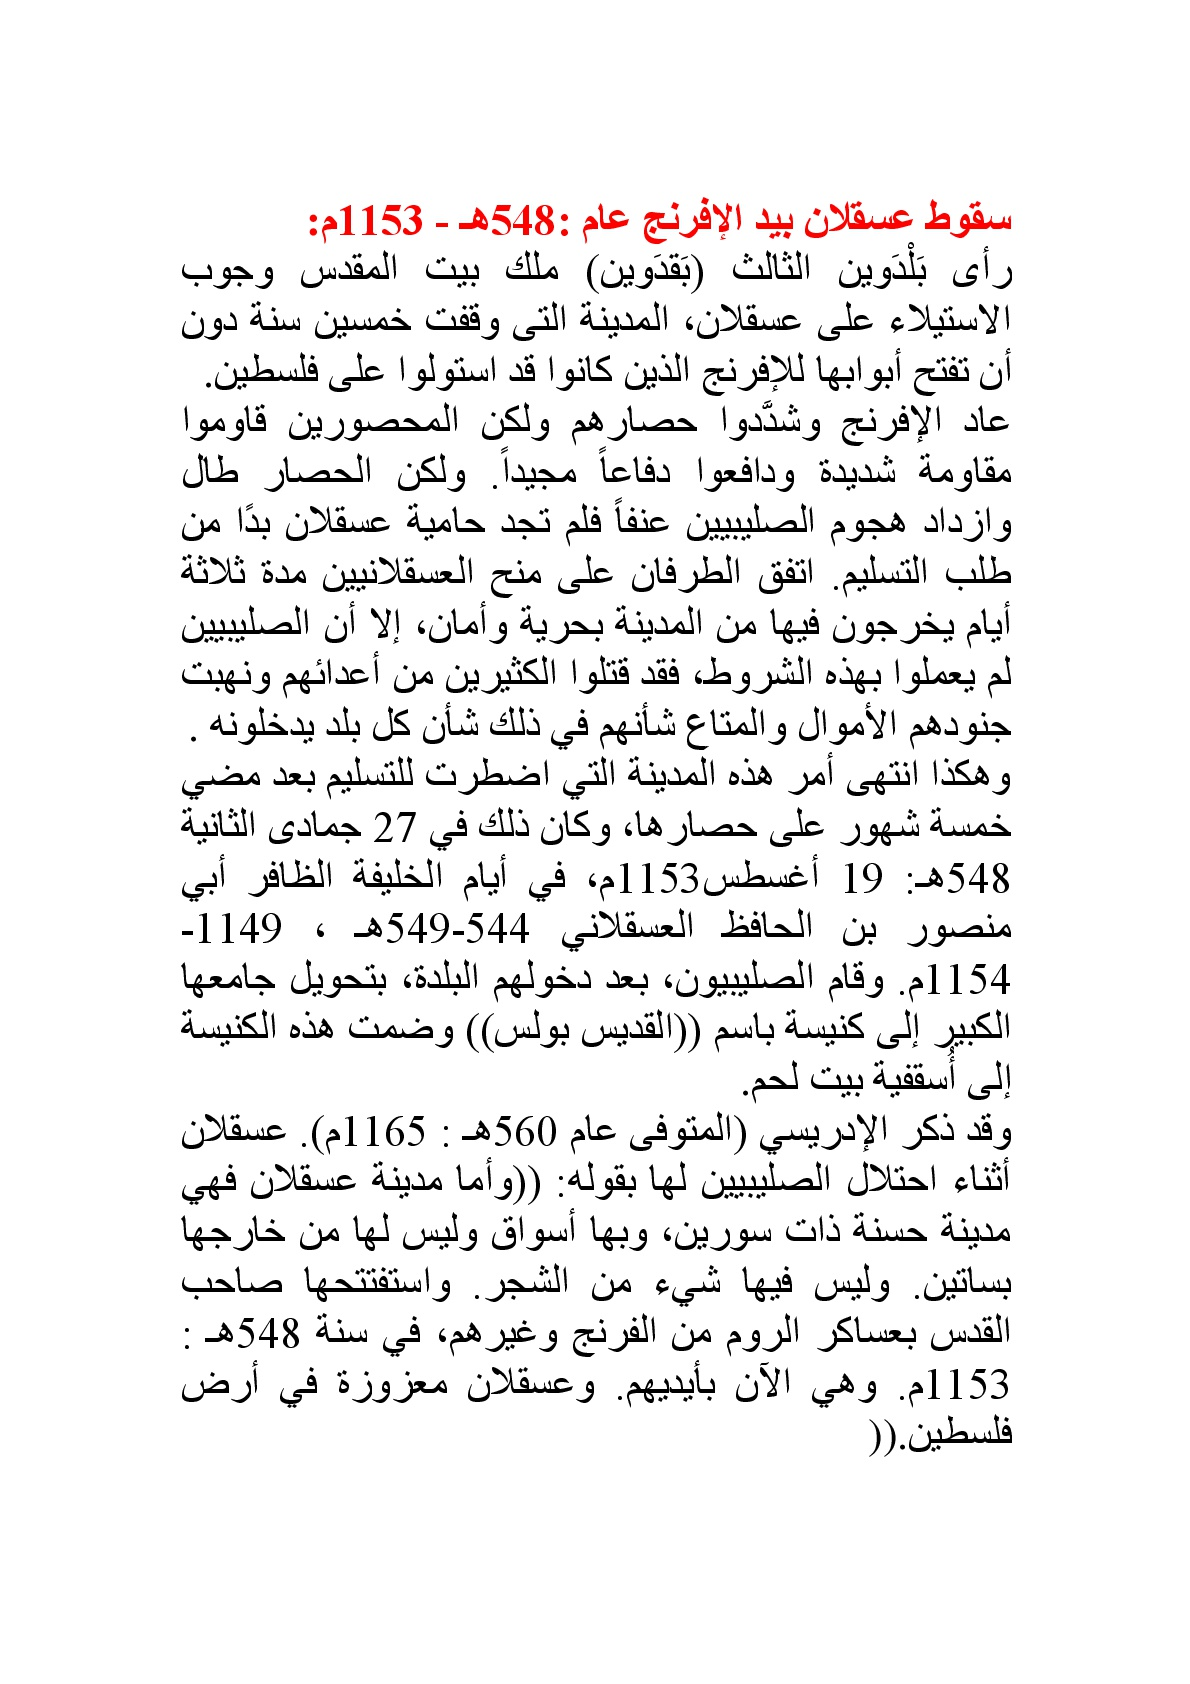 سقوط عسقلان بيد الإفرنج عام :548هـ - 1153م:
رأى بَلْدَوين الثالث (بَقدَوين) ملك بيت المقدس وجوب
الاستيلاء على عسقلان، المدينة التى وقفت خمسين سنة دون
أن تفتح أبوابها للإفرنج الذين كانوا قد استولوا على فلسطين.
عاد الإفرنج وشدَّدوا حصارهم ولكن المحصورين قاوموا
مقاومة شديدة ودافعوا دفاعاً مجيداً. ولكن الحصار طال
وازداد هجوم الصليبيين عنفاً فلم تجد حامية عسقلان بدًا من
طلب التسليم. اتفق الطرفان على منح العسقلانيين مدة ثلاثة
أيام يخرجون فيها من المدينة بحرية وأمان، إلا أن الصليبيين
لم يعملوا بهذه الشروط، فقد قتلوا الكثيرين من أعدائهم ونهبت
جنودهم الأموال والمتاع شأنهم في ذلك شأن كل بلد يدخلونه .
وهكذا انتهى أمر هذه المدينة التي اضطرت للتسليم بعد مضي
خمسة شهور على حصارها، وكان ذلك في 27 جمادى الثانية
548هـ: 19 أغسطس1153م، في أيام الخليفة الظافر أبي
منصور بن الحافظ العسقلاني 544-549هـ ، 1149-
1154م. وقام الصليبيون، بعد دخولهم البلدة، بتحويل جامعها
الكبير إلى كنيسة باسم ((القديس بولس)) وضمت هذه الكنيسة
إلى أُسقفية بيت لحم.
وقد ذكر الإدريسي (المتوفى عام 560هـ : 1165م). عسقلان
أثناء احتلال الصليبيين لها بقوله: ((وأما مدينة عسقلان فهي
مدينة حسنة ذات سورين، وبها أسواق وليس لها من خارجها
بساتين. وليس فيها شيء من الشجر. واستفتتحها صاحب
القدس بعساكر الروم من الفرنج وغيرهم، في سنة 548هـ :
1153م. وهي الآن بأيديهم. وعسقلان معزوزة في أرض
فلسطين.((